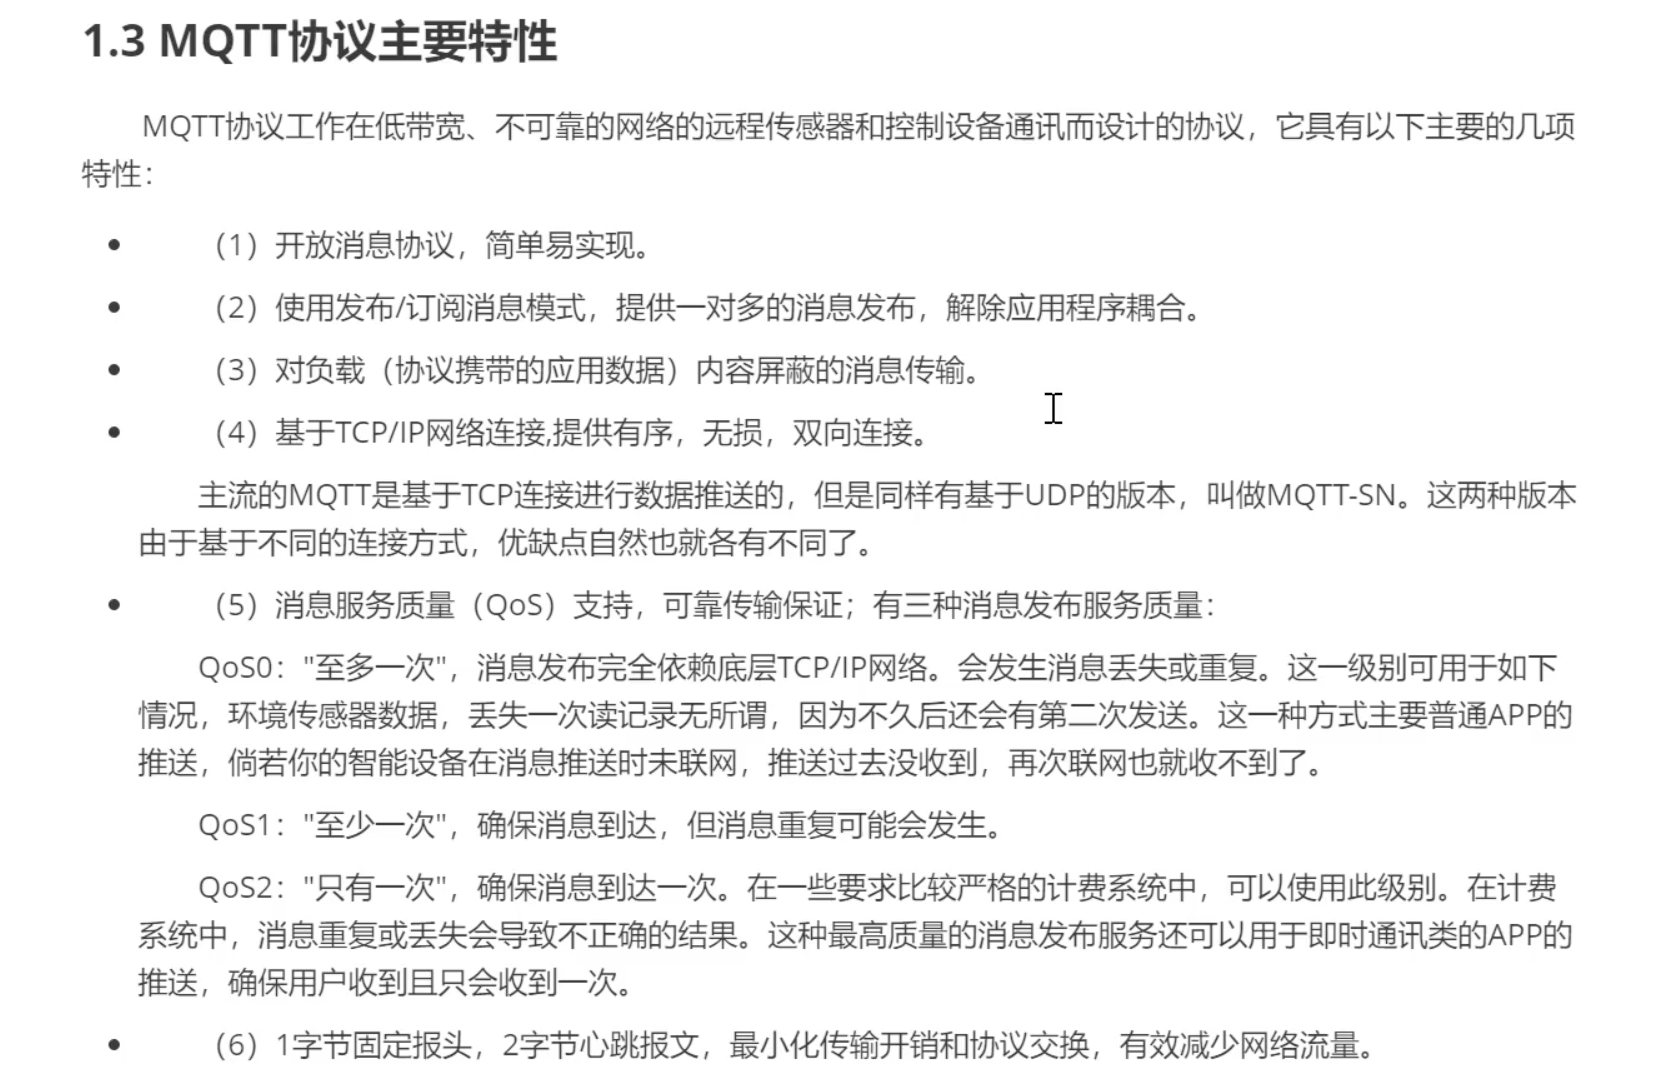 1.3 MQTT协议主要特性
MQTT协议工作在低带宽、不可靠的网络的远程传感器和控制设备通讯而设计的协议，它具有以下主要的几项
特性：
• （1）开放消息协议，简单易实现。
• （2）使用发布/订阅消息模式，提供一对多的消息发布，解除应用程序耦合。
• （3）对负载（协议携带的应用数据）内容屏蔽的消息传输。
• （4）基于TCP/IP网络连接,提供有序，无损，双向连接。
主流的MQTT是基于TCP连接进行数据推送的，但是同样有基于UDP的版本，叫做MQTT-SN。这两种版本
由于基于不同的连接方式，优缺点自然也就各有不同了。
• （5）消息服务质量（QoS）支持，可靠传输保证；有三种消息发布服务质量：
QoS0："至多一次"，消息发布完全依赖底层TCP/IP网络。会发生消息丢失或重复。这一级别可用于如下
情况，环境传感器数据，丢失一次读记录无所谓，因为不久后还会有第二次发送。这一种方式主要普通APP的
推送，倘若你的智能设备在消息推送时未联网，推送过去没收到，再次联网也就收不到了。
QoS1："至少一次"，确保消息到达，但消息重复可能会发生。
QoS2："只有一次"，确保消息到达一次。在一些要求比较严格的计费系统中，可以使用此级别。在计费
系统中，消息重复或丢失会导致不正确的结果。这种最高质量的消息发布服务还可以用于即时通讯类的APP的
推送，确保用户收到且只会收到一次。
• （6）1字节固定报头，2字节心跳报文，最小化传输开销和协议交换，有效减少网络流量。